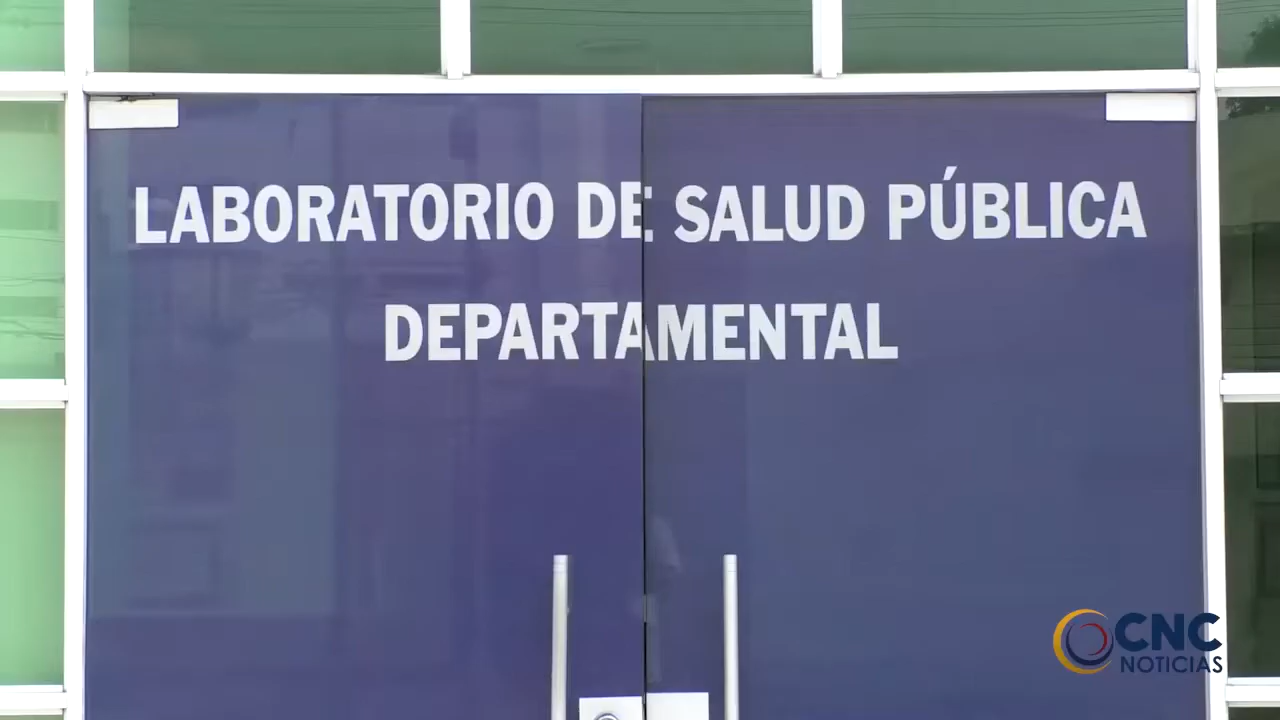 LABORATORIO DE SALUD PÚBLICA
DEPARTAMENTAL
CNC
NOTICIAS